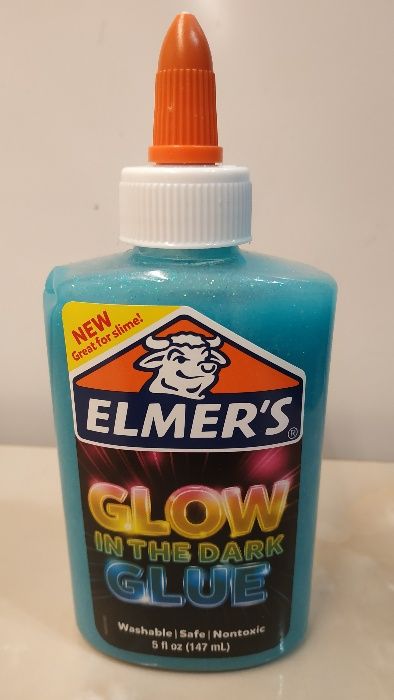 NEW
Great for slime!
ELMER'S®
GLOW
IN THE DARK
GLUE
Washable | Safe | Nontoxic
5 fl oz (147 mL)